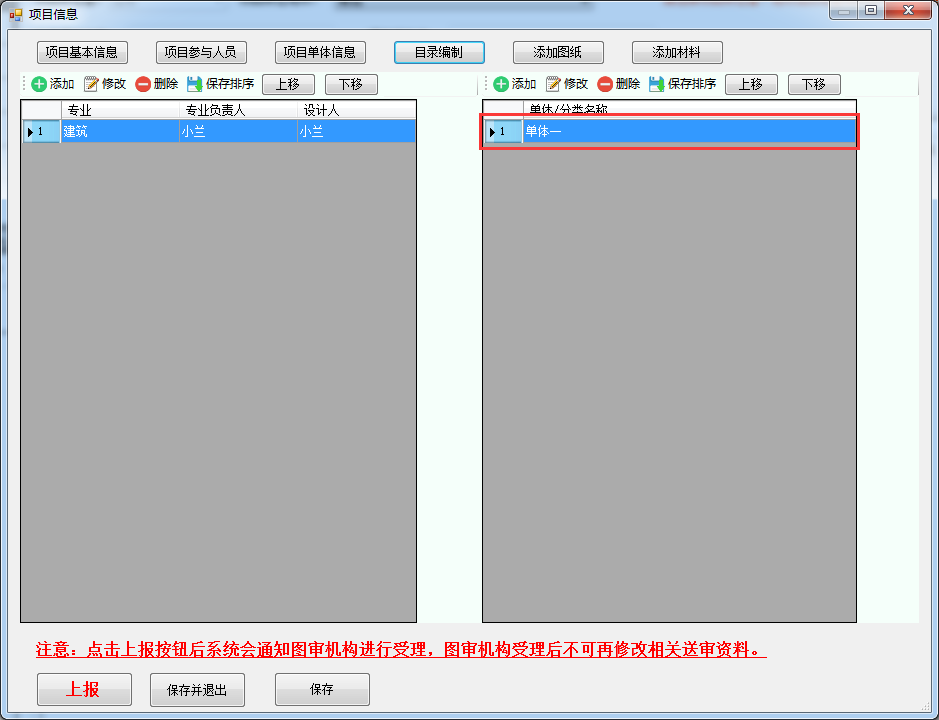 项目信息
项目基本信息 项目参与人员 项目单体信息 目录编制 添加图纸 添加材料
添加 修改 删除 保存排序 上移 下移
添加 修改 删除 保存排序 上移 下移
专业 专业负责人 设计人
1 建筑 小兰 小兰
单体/分类名称
1 单体一
注意：点击上报按钮后系统会通知图审机构进行受理，图审机构受理后不可再修改相关送审资料。
上报 保存并退出 保存